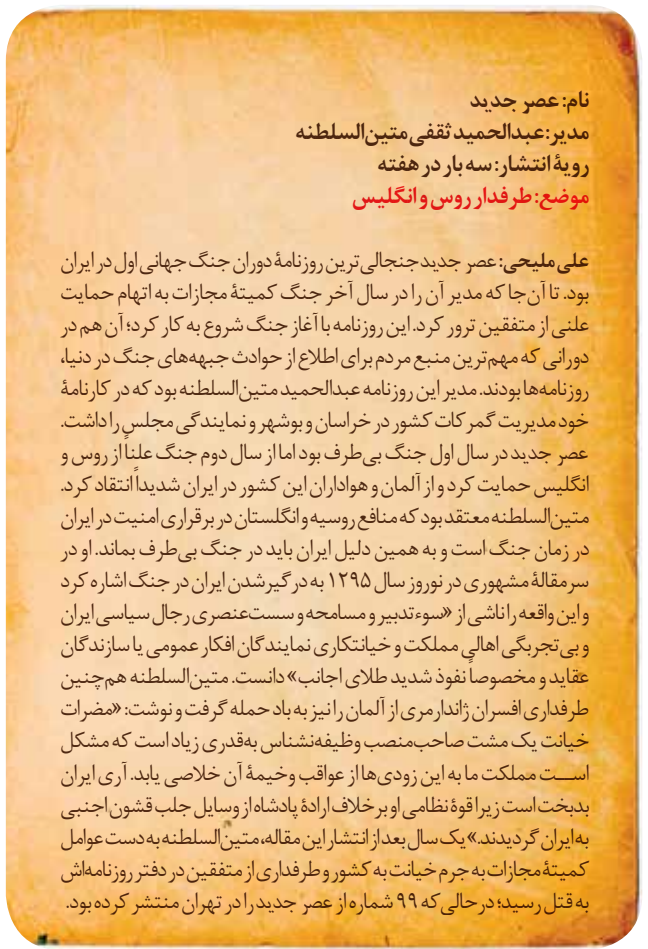 نام: عصر جدید
مدیر: عبدالحمید ثقفی متین‌السلطنه
رویهٔ انتشار: سه بار در هفته
موضع: طرفدار روس و انگلیس
علی ملیحی: عصر جدید جنجالی‌ترین روزنامهٔ دوران جنگ جهانی اول در ایران
بود. تا آن‌جا که مدیر آن را در سال آخر جنگ کمیتهٔ مجازات به اتهام حمایت
علنی از متفقین ترور کرد. این روزنامه با آغاز جنگ شروع به کار کرد؛ آن هم در
دورانی که مهم‌ترین منبع مردم برای اطلاع از حوادث جبهه‌های جنگ در دنیا،
روزنامه‌ها بودند. مدیر این روزنامه عبدالحمید متین‌السلطنه بود که در کارنامهٔ
خود مدیریت گمرکات کشور در خراسان و بوشهر و نمایندگی مجلس را داشت.
عصر جدید در سال اول جنگ بی‌طرف بود اما از سال دوم جنگ علناً از روس و
انگلیس حمایت کرد و از آلمان و هواداران این کشور در ایران شدیداً انتقاد کرد.
متین‌السلطنه معتقد بود که منافع روسیه و انگلستان در برقراری امنیت در ایران
در زمان جنگ است و به همین دلیل ایران باید در جنگ بی‌طرف بماند. او در
سرمقالهٔ مشهوری در نوروز سال ۱۲۹۵ به درگیر شدن ایران در جنگ اشاره کرد
و این واقعه را ناشی از «سوءتدبیر و مسامحه و سست‌عنصری رجال سیاسی ایران
و بی‌تجربگی اهالیِ مملکت و خیانتکاری نمایندگان افکار عمومی یا سازندگان
عقاید و مخصوصاً نفوذ شدید طلای اجانب» دانست. متین‌السلطنه هم‌چنین
طرفداری افسران ژاندارمری از آلمان را نیز به باد حمله گرفت و نوشت: «مضرات
خیانت یک مشت صاحب‌منصب وظیفه‌نشناس به‌قدری زیاد است که مشکل
است مملکت ما به این زودی‌ها از عواقب وخیمهٔ آن خلاصی یابد. آری ایران
بدبخت است زیرا قوهٔ نظامی او برخلاف ارادهٔ پادشاه از وسایل جلب قشون اجنبی
به ایران گردیدند.» یک سال بعد از انتشار این مقاله، متین‌السلطنه به دست عوامل
کمیتهٔ مجازات به جرم خیانت به کشور و طرفداری از متفقین در دفتر روزنامه‌اش
به قتل رسید؛ درحالی که ۹۹ شماره از عصر جدید را در تهران منتشر کرده بود.